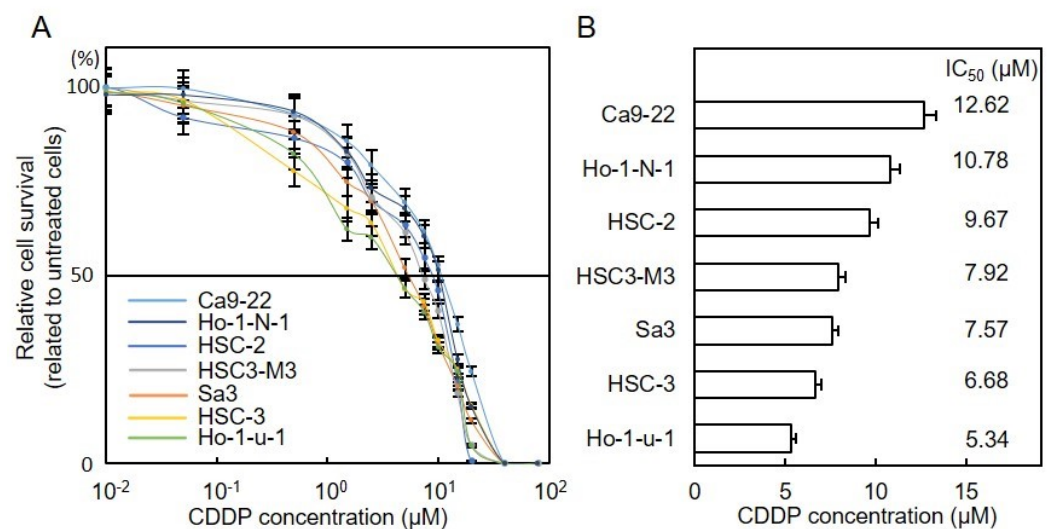 A
(%)
100
50
0
Relative cell survival
(related to untreated cells)
Ca9-22
Ho-1-N-1
HSC-2
HSC3-M3
Sa3
HSC-3
Ho-1-u-1
10⁻² 10⁻¹ 10⁰ 10¹ 10²
CDDP concentration (µM)
B
IC₅₀ (µM)
Ca9-22 12.62
Ho-1-N-1 10.78
HSC-2 9.67
HSC3-M3 7.92
Sa3 7.57
HSC-3 6.68
Ho-1-u-1 5.34
0 5 10 15
CDDP concentration (µM)